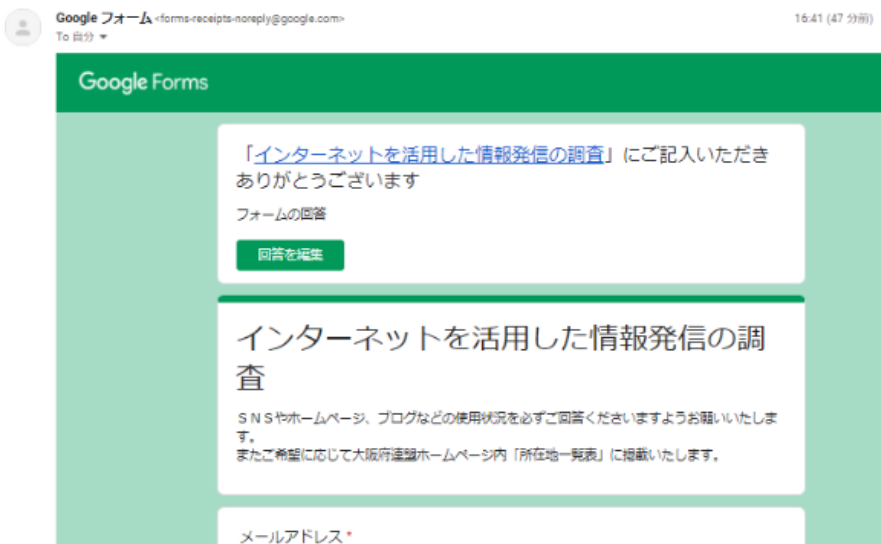 Google フォーム <forms-receipts-noreply@google.com>
16:41 (47 分前)
To 自分
Google Forms
「インターネットを活用した情報発信の調査」にご記入いただき
ありがとうございます
フォームの回答
回答を編集
インターネットを活用した情報発信の調
査
ＳＮＳやホームページ、ブログなどの使用状況を必ずご回答くださいますようお願いいたしま
す。
またご希望に応じて大阪府連盟ホームページ内「所在地一覧表」に掲載いたします。
メールアドレス *